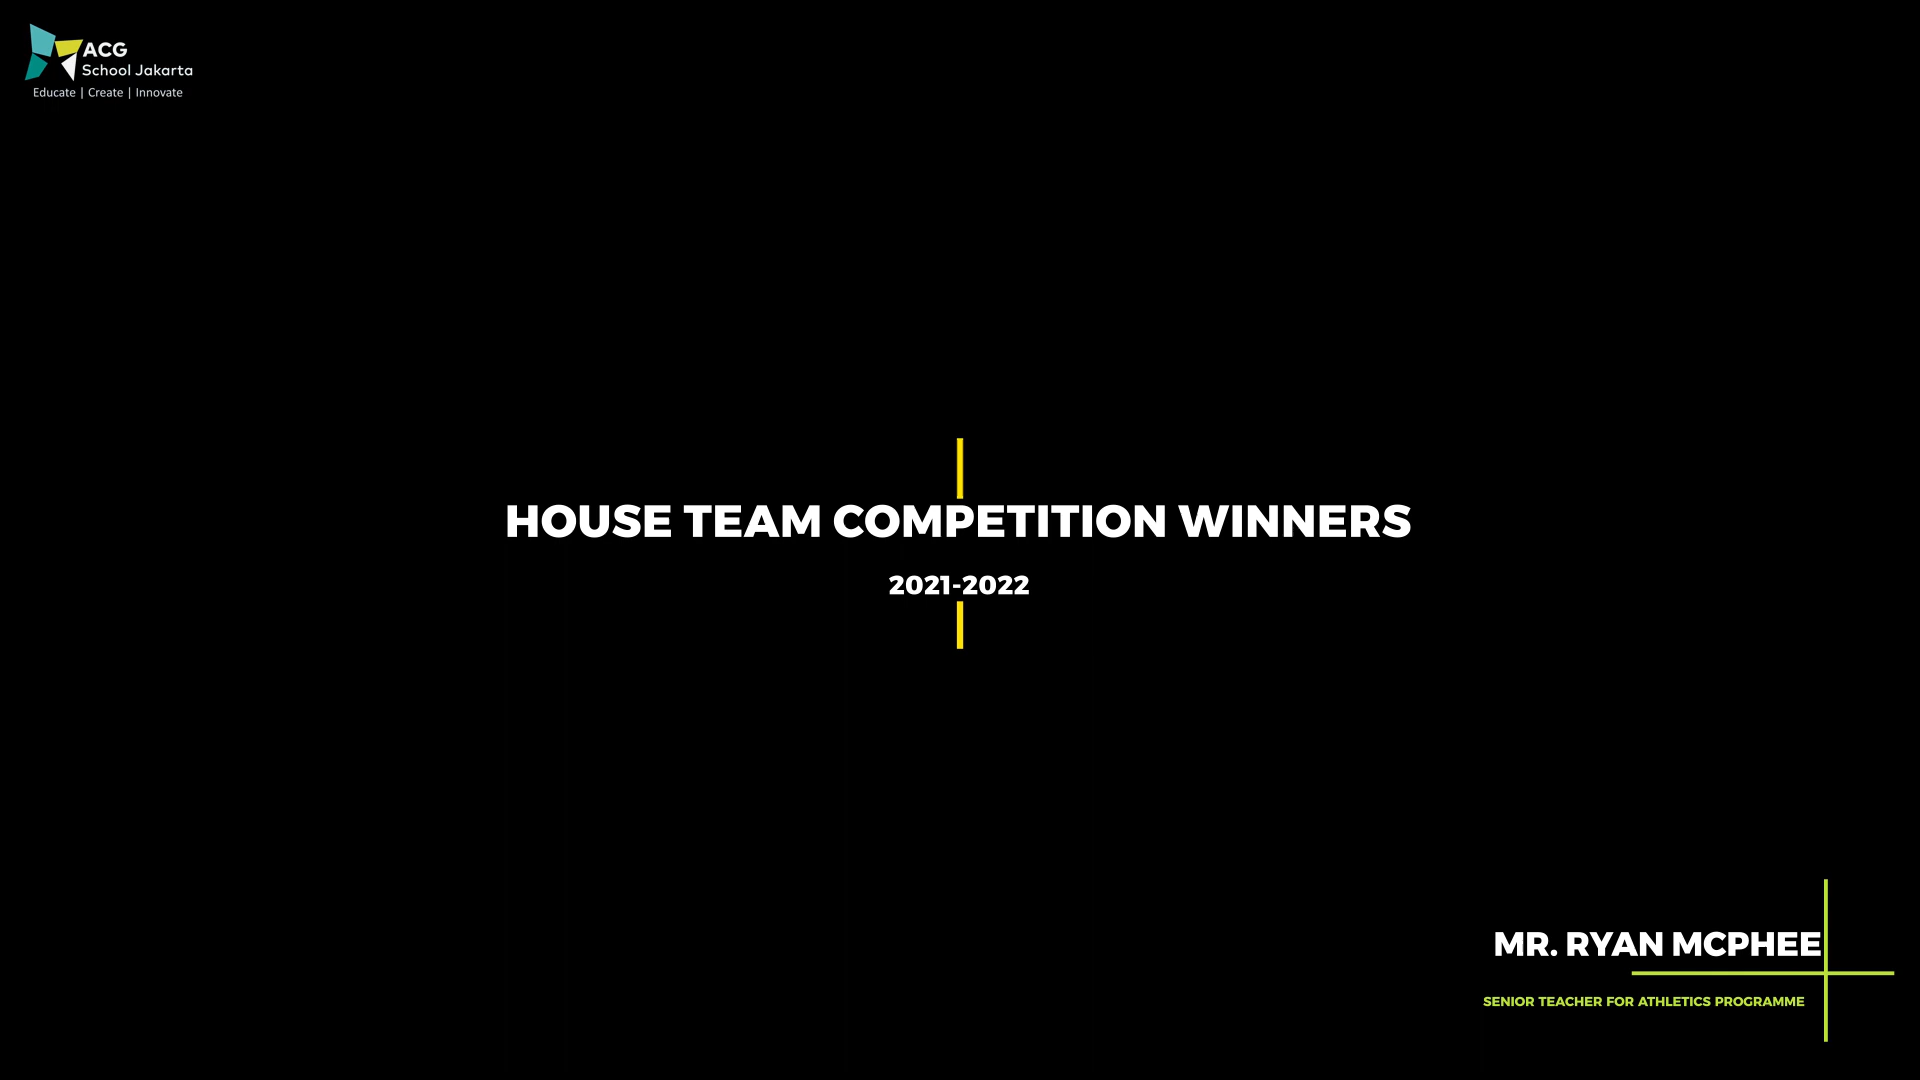 ACG
School Jakarta
Educate | Create | Innovate
HOUSE TEAM COMPETITION WINNERS
2021-2022
MR. RYAN MCPHEE
SENIOR TEACHER FOR ATHLETICS PROGRAMME